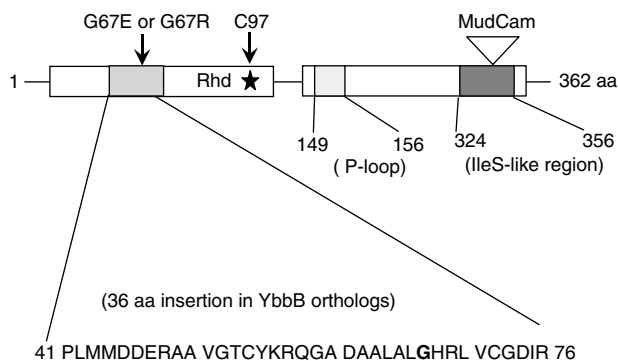 G67E or G67R C97 MudCam
1 Rhd 362 aa
149 156 324 356
( P-loop) (IleS-like region)
(36 aa insertion in YbbB orthologs)
41 PLMMDDERAA VGTCYKRQGA DAALALGHRL VCGDIR 76